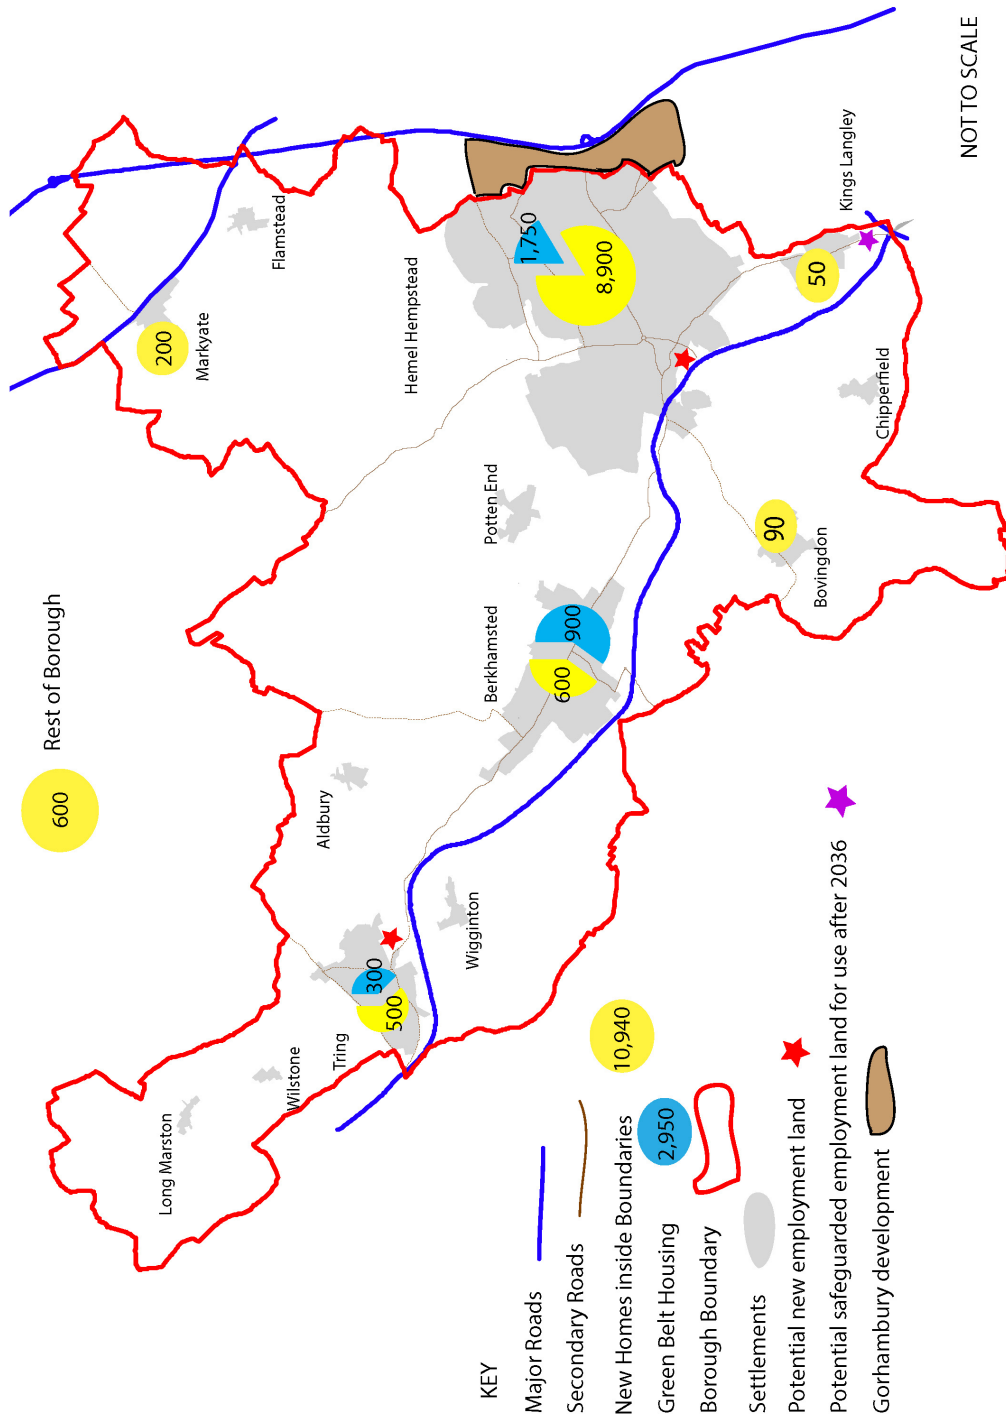 600
Rest of Borough
200
Markyate
Flamstead
Hemel Hempstead
1,750
8,900
50
Kings Langley
Chipperfield
Potten End
90
Bovingdon
Berkhamsted
600
900
Aldbury
Wigginton
Tring
500
300
Wilstone
Long Marston
KEY
Major Roads
Secondary Roads
New Homes inside Boundaries 10,940
Green Belt Housing 2,950
Borough Boundary
Settlements
Potential new employment land
Potential safeguarded employment land for use after 2036
Gorhambury development
NOT TO SCALE